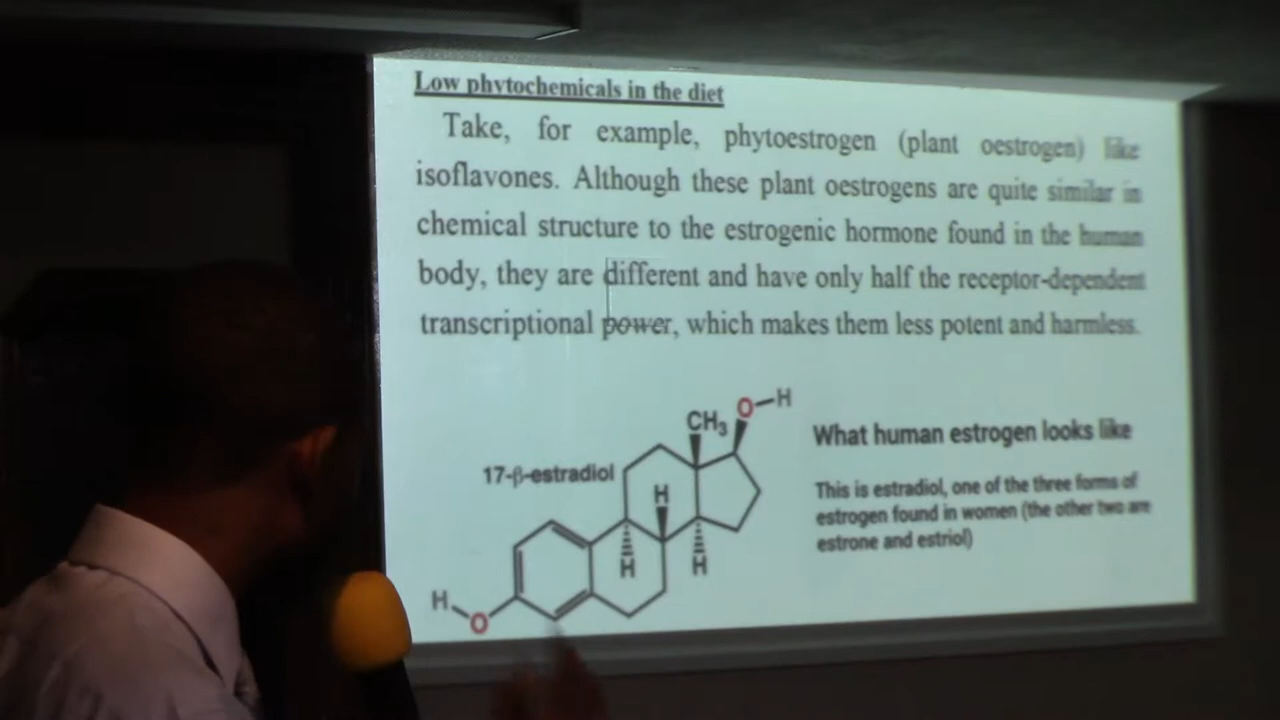 Low phytochemicals in the diet
Take, for example, phytoestrogen (plant oestrogen) like
isoflavones. Although these plant oestrogens are quite similar in
chemical structure to the estrogenic hormone found in the human
body, they are different and have only half the receptor-dependent
transcriptional power, which makes them less potent and harmless.
CH₃
O-H
17-β-estradiol
H
H
H
H
O
What human estrogen looks like
This is estradiol, one of the three forms of
estrogen found in women (the other two are
estrone and estriol)